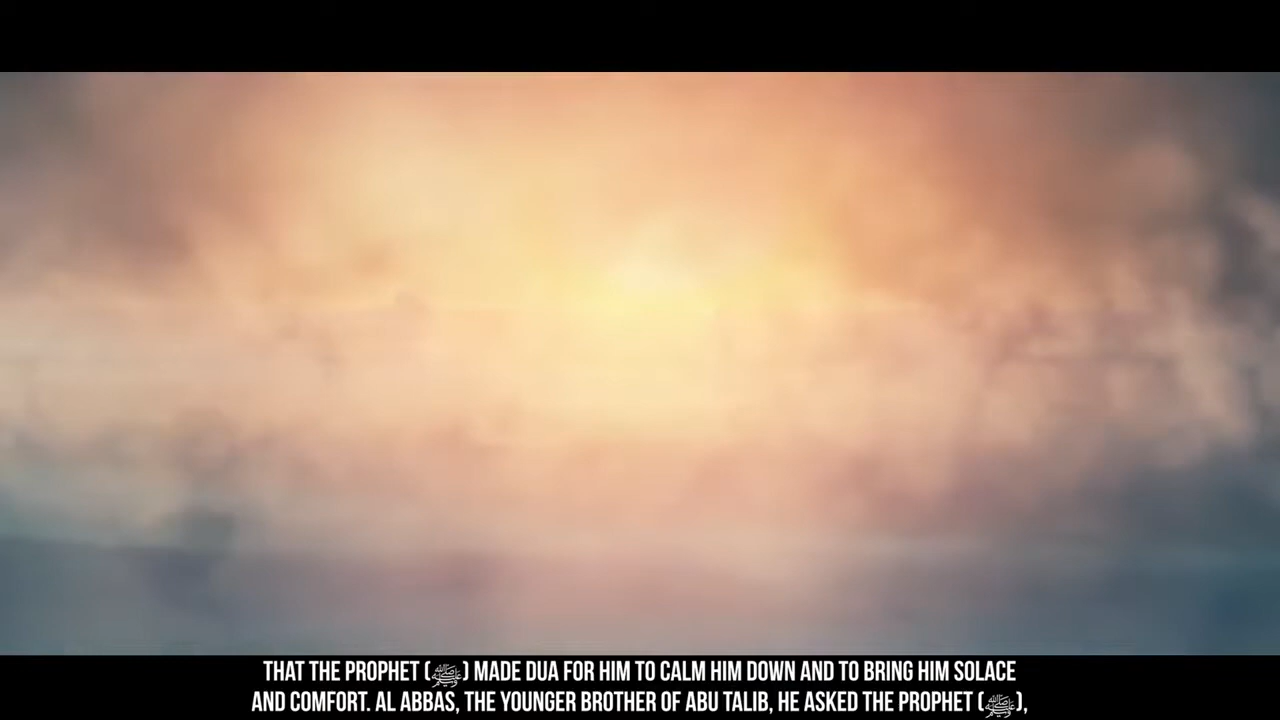 THAT THE PROPHET (ﷺ) MADE DUA FOR HIM TO CALM HIM DOWN AND TO BRING HIM SOLACE
AND COMFORT. AL ABBAS, THE YOUNGER BROTHER OF ABU TALIB, HE ASKED THE PROPHET (ﷺ),